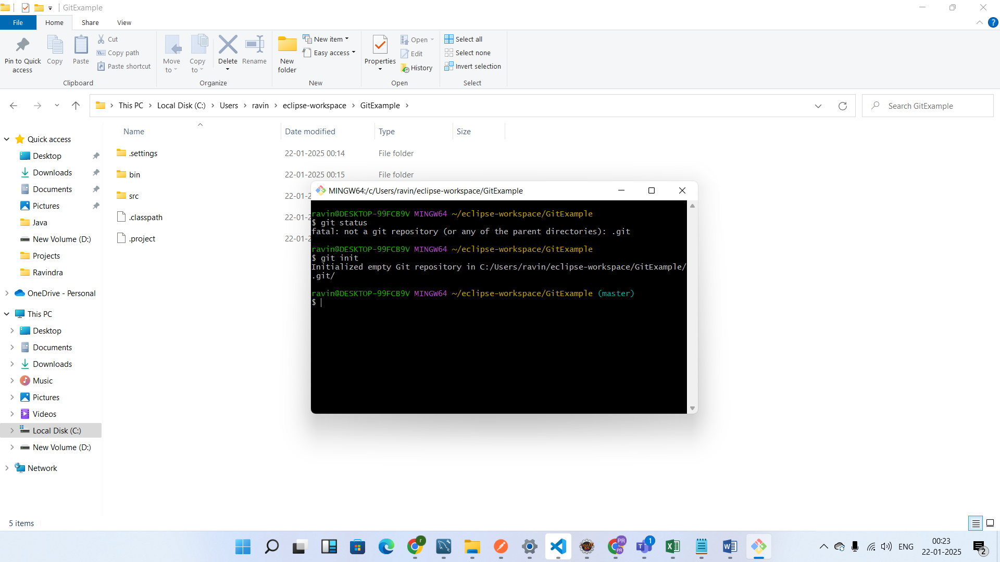 GitExample
File
Home
Share
View
Pin to Quick access
Copy
Paste
Cut
Copy path
Paste shortcut
Clipboard
Move to
Copy to
Delete
Rename
Organize
New folder
New item
Easy access
New
Properties
Open
Edit
History
Open
Select all
Select none
Invert selection
Select
This PC > Local Disk (C:) > Users > ravin > eclipse-workspace > GitExample >
Search GitExample
Name
Date modified
Type
Size
Quick access
Desktop
Downloads
Documents
Pictures
Java
New Volume (D:)
Projects
Ravindra
OneDrive - Personal
This PC
Desktop
Documents
Downloads
Music
Pictures
Videos
Local Disk (C:)
New Volume (D:)
Network
.settings 22-01-2025 00:14 File folder
bin 22-01-2025 00:15 File folder
src 22-01-2
.classpath 22-01-2
.project 22-01-2
MINGW64:/c/Users/ravin/eclipse-workspace/GitExample
ravin@DESKTOP-99FCB9V MINGW64 ~/eclipse-workspace/GitExample
$ git status
fatal: not a git repository (or any of the parent directories): .git
ravin@DESKTOP-99FCB9V MINGW64 ~/eclipse-workspace/GitExample
$ git init
Initialized empty Git repository in C:/Users/ravin/eclipse-workspace/GitExample/
.git/
ravin@DESKTOP-99FCB9V MINGW64 ~/eclipse-workspace/GitExample (master)
$
5 items
r
PR
PR
1
ENG
00:23
22-01-2025
2